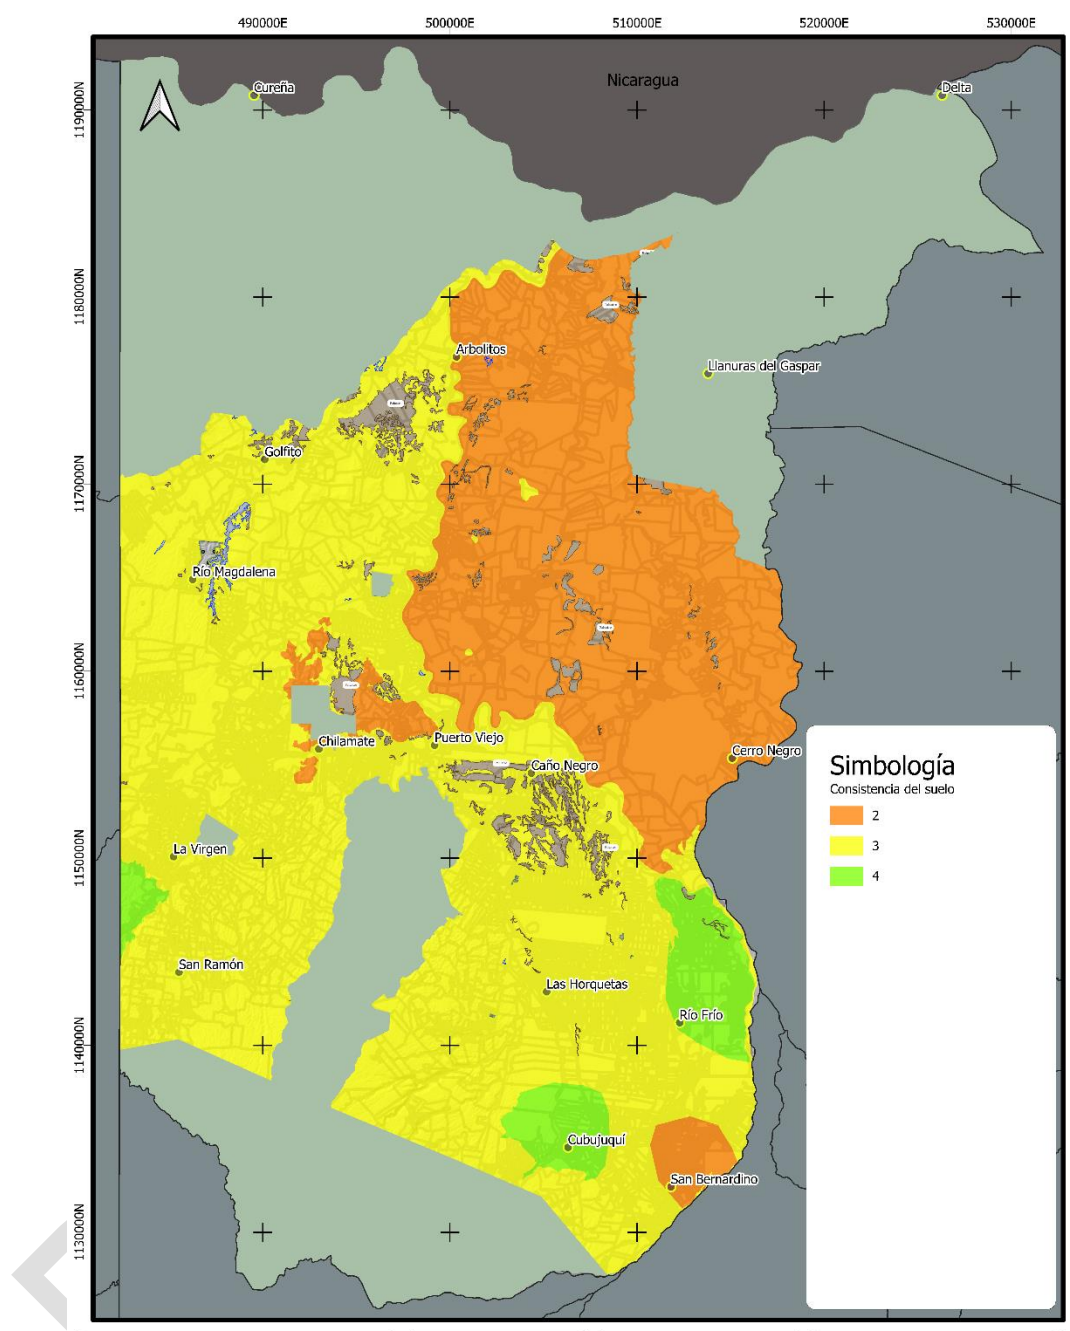 490000E 500000E 510000E 520000E 530000E
Nicaragua
Cureña
Delta
1190000N
1180000N
Arbolitos
Llanuras del Gaspar
Golfito
1170000N
Río Magdalena
1160000N
Chilamate
Puerto Viejo
Cerro Negro
Caño Negro
Simbología
Consistencia del suelo
2
3
4
La Virgen
1150000N
San Ramón
Las Horquetas
Río Frío
1140000N
Cubujuquí
San Bernardino
1130000N